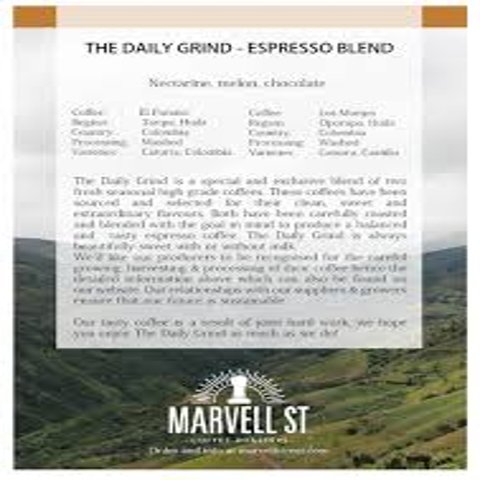 THE DAILY GRIND - ESPRESSO BLEND
Nectarine, melon, chocolate
Coffee: El Paraiso Coffee:
Region: Huila Region: Oporapa, Huila
Country: Colombia Country: Colombia
Processing: Washed Processing: Washed
Varieties: Caturra, Colombia Varieties: Caturra, Castillo
The Daily Grind is a special and exclusive blend of two
fresh seasonal high grade coffees. These coffees have been
sourced and selected for their clean, sweet and
extraordinary flavours. Both have been carefully roasted
and blended with the goal in mind to produce a balanced
and tasty espresso coffee. The Daily Grind is always
beautifully sweet with or without milk.
We'd like our producers to be recognised for the careful
growing, harvesting & processing of their coffee hence the
detailed information above which can also be found on
our website. Our relationships with our suppliers & growers
ensure that our future is sustainable.
Our tasty coffee is a result of joint hard work, we hope
you enjoy The Daily Grind as much as we do!
MARVELL ST
COFFEE ROASTERS
Order and info at marvellstreet.com